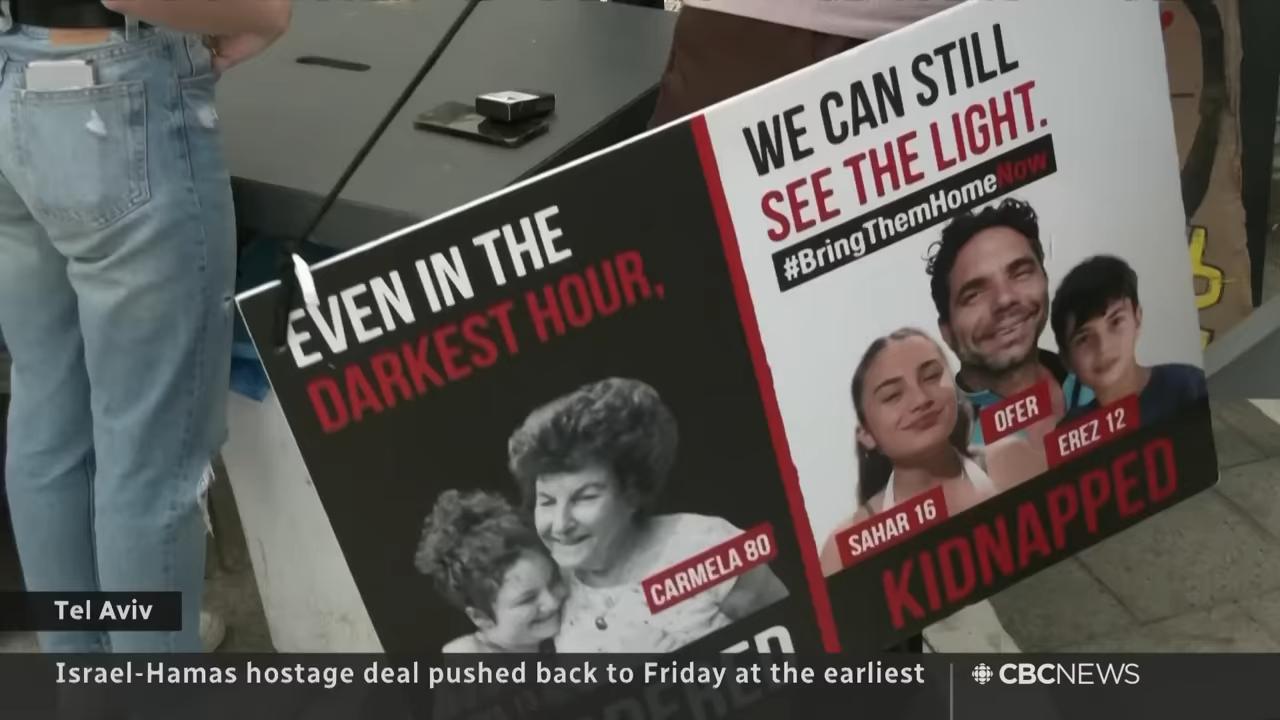 EVEN IN THE
DARKEST HOUR,
CARMELA 80
WE CAN STILL
SEE THE LIGHT.
#BringThemHomeNow
OFER
EREZ 12
SAHAR 16
KIDNAPPED
Tel Aviv
Israel-Hamas hostage deal pushed back to Friday at the earliest
CBCNEWS